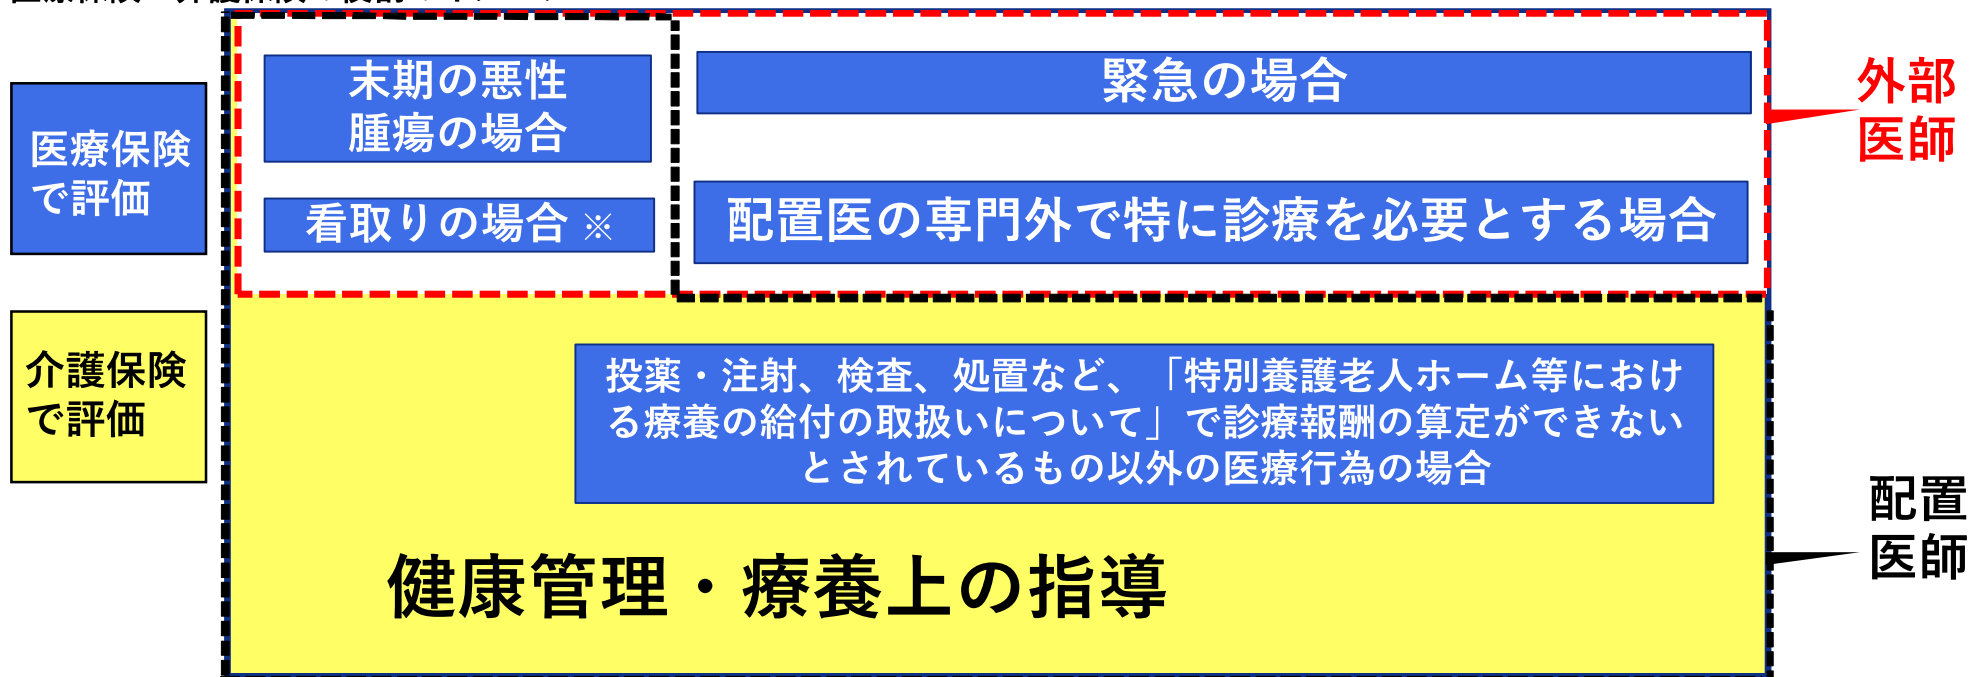 末期の悪性
腫瘍の場合
緊急の場合
外部
医師
医療保険
で評価
看取りの場合 ※
配置医の専門外で特に診療を必要とする場合
介護保険
で評価
投薬・注射、検査、処置など、「特別養護老人ホーム等におけ
る療養の給付の取扱いについて」で診療報酬の算定ができない
とされているもの以外の医療行為の場合
配置
医師
健康管理・療養上の指導